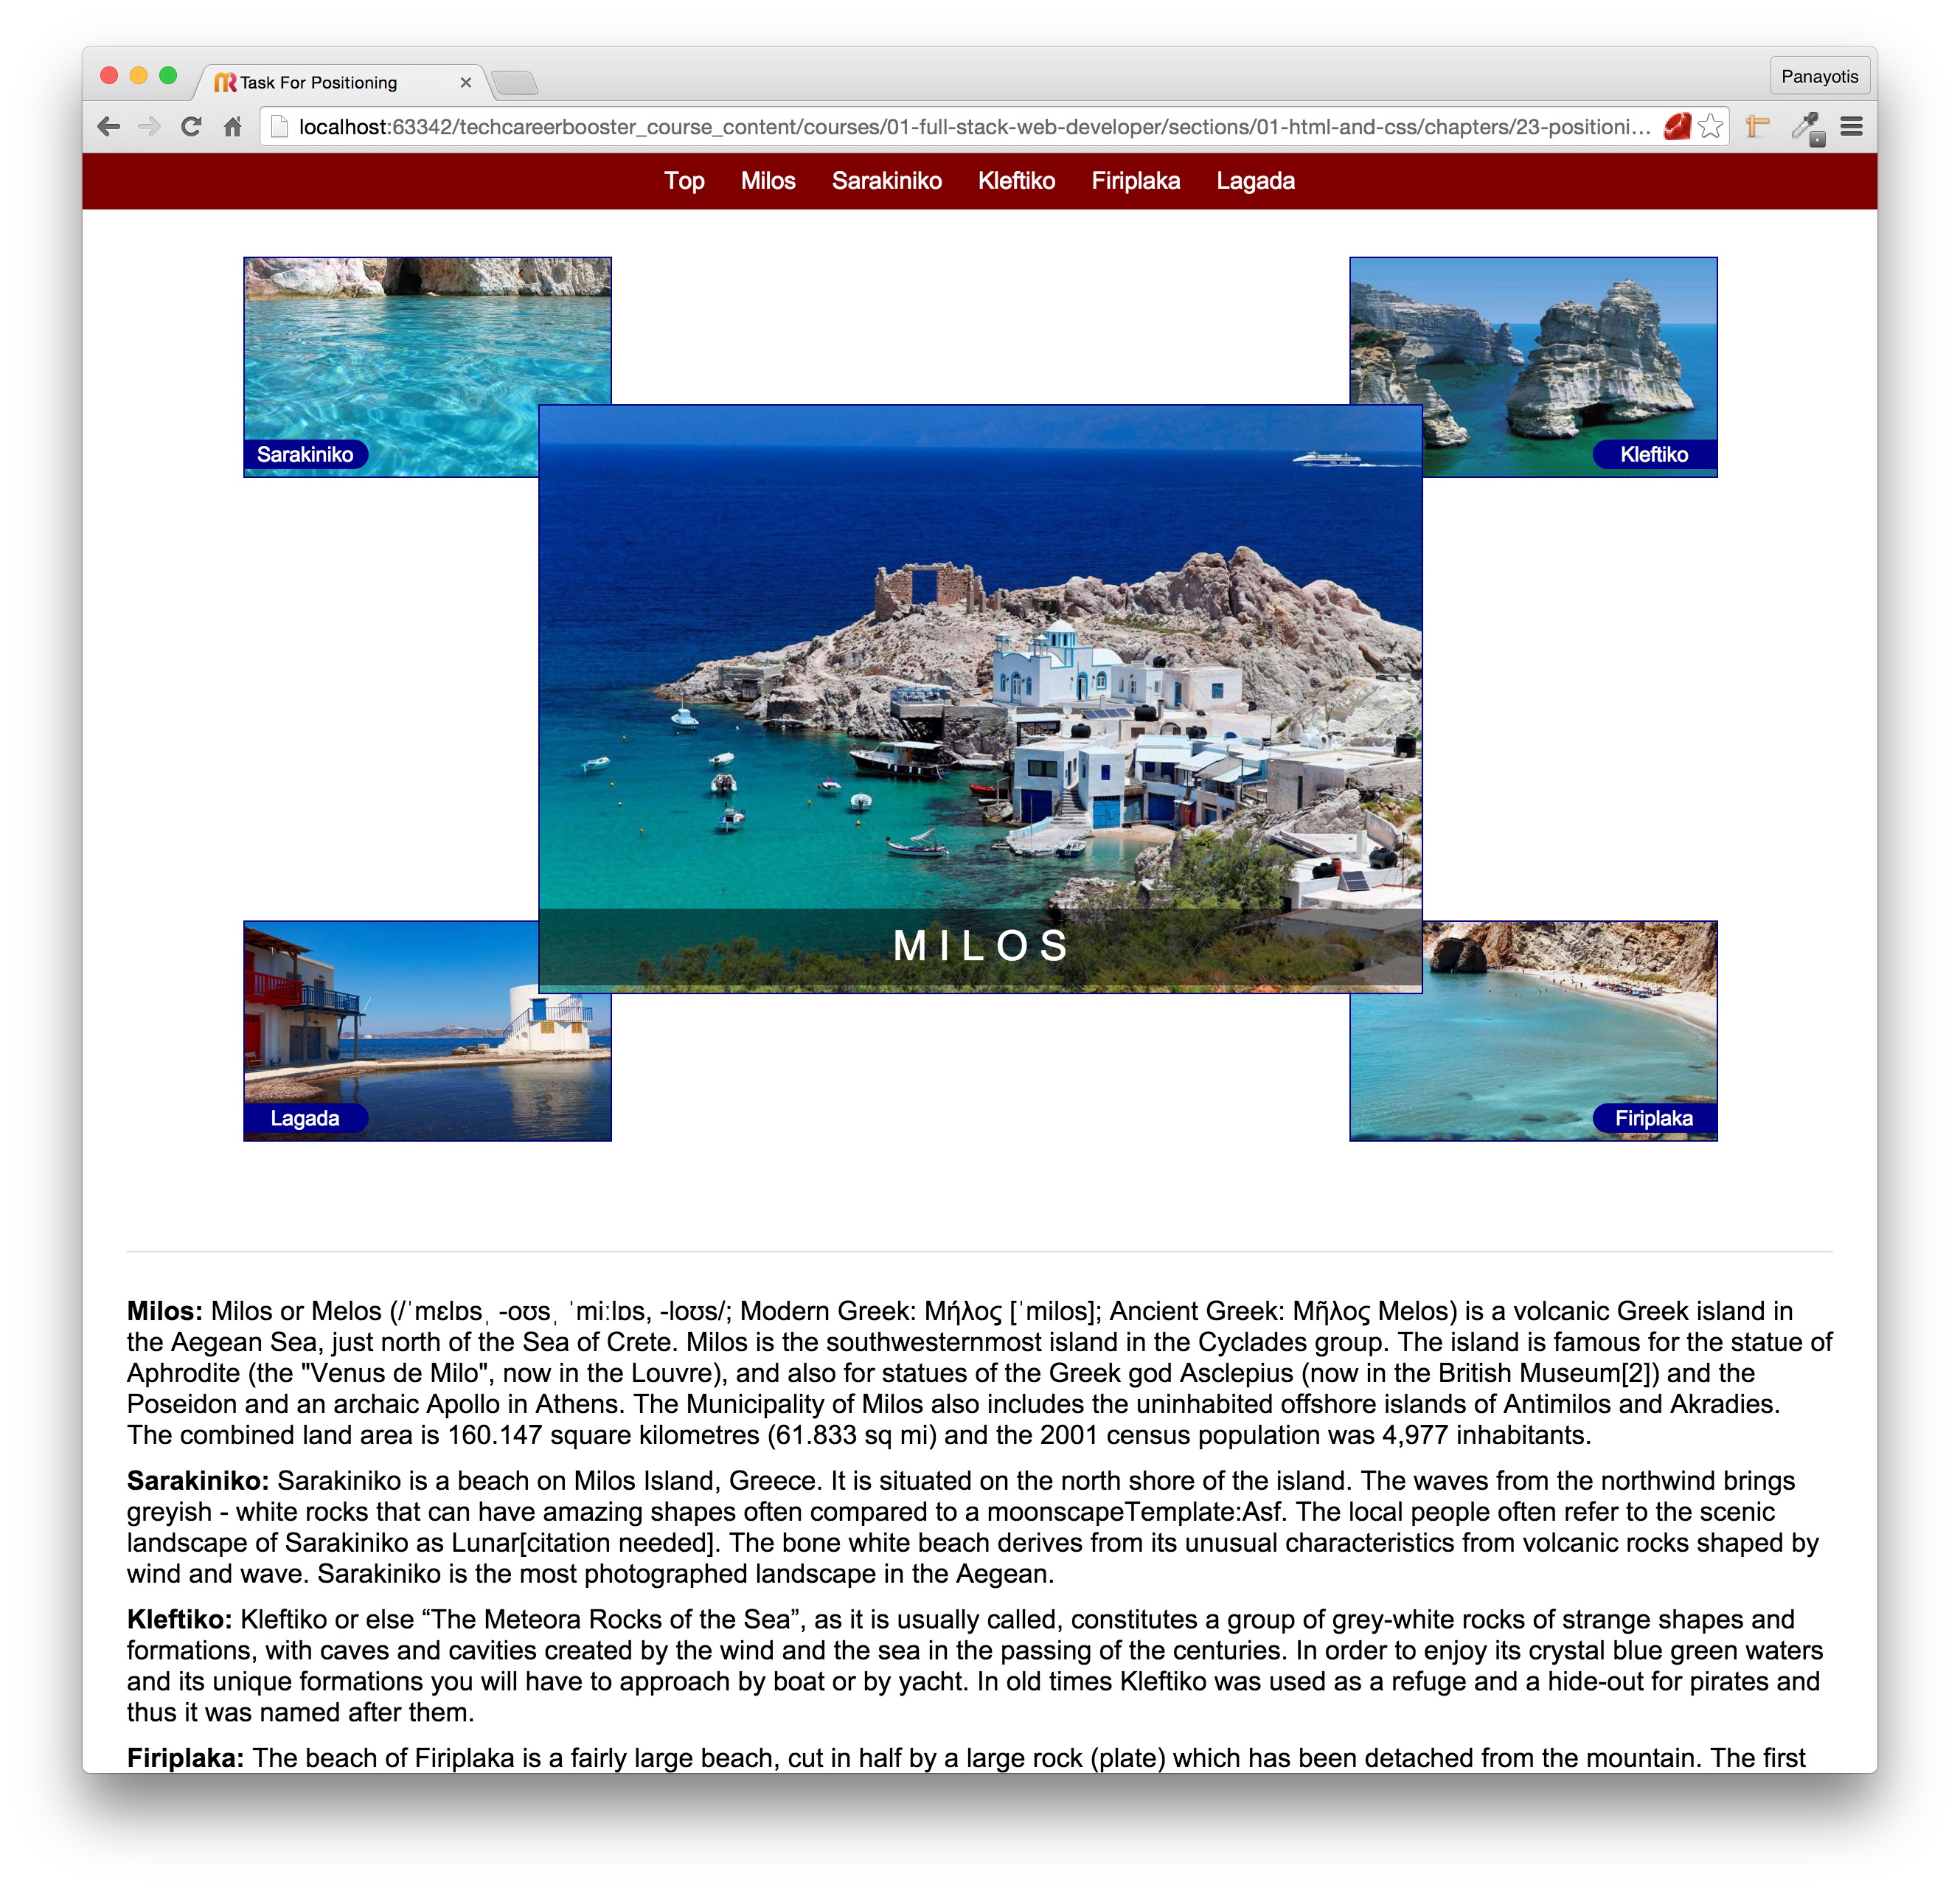 Task For Positioning
Panayotis
localhost:63342/techcareerbooster_course_content/courses/01-full-stack-web-developer/sections/01-html-and-css/chapters/23-positioni...
Top Milos Sarakiniko Kleftiko Firiplaka Lagada
Sarakiniko
Kleftiko
MILOS
Lagada
Firiplaka
Milos: Milos or Melos (/ˈmɛlɒsˌ -oʊsˌ ˈmiːlɒs, -loʊs/; Modern Greek: Μήλος [ˈmilos]; Ancient Greek: Μῆλος Melos) is a volcanic Greek island in
the Aegean Sea, just north of the Sea of Crete. Milos is the southwesternmost island in the Cyclades group. The island is famous for the statue of
Aphrodite (the "Venus de Milo", now in the Louvre), and also for statues of the Greek god Asclepius (now in the British Museum[2]) and the
Poseidon and an archaic Apollo in Athens. The Municipality of Milos also includes the uninhabited offshore islands of Antimilos and Akradies.
The combined land area is 160.147 square kilometres (61.833 sq mi) and the 2001 census population was 4,977 inhabitants.
Sarakiniko: Sarakiniko is a beach on Milos Island, Greece. It is situated on the north shore of the island. The waves from the northwind brings
greyish - white rocks that can have amazing shapes often compared to a moonscapeTemplate:Asf. The local people often refer to the scenic
landscape of Sarakiniko as Lunar[citation needed]. The bone white beach derives from its unusual characteristics from volcanic rocks shaped by
wind and wave. Sarakiniko is the most photographed landscape in the Aegean.
Kleftiko: Kleftiko or else “The Meteora Rocks of the Sea”, as it is usually called, constitutes a group of grey-white rocks of strange shapes and
formations, with caves and cavities created by the wind and the sea in the passing of the centuries. In order to enjoy its crystal blue green waters
and its unique formations you will have to approach by boat or by yacht. In old times Kleftiko was used as a refuge and a hide-out for pirates and
thus it was named after them.
Firiplaka: The beach of Firiplaka is a fairly large beach, cut in half by a large rock (plate) which has been detached from the mountain. The first